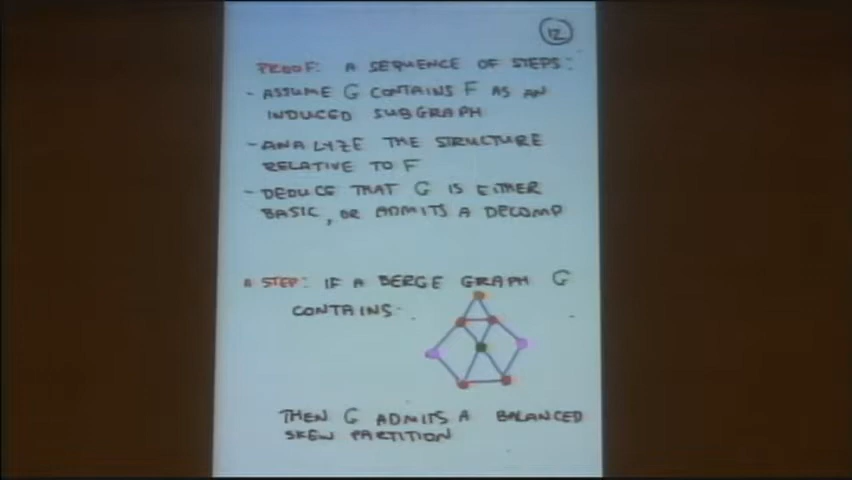 12
PROOF: A SEQUENCE OF STEPS:
- ASSUME G CONTAINS F AS AN
INDUCED SUBGRAPH
- ANALYZE THE STRUCTURE
RELATIVE TO F
- DEDUCE THAT G IS EITHER
BASIC, OR ADMITS A DECOMP
A STEP: IF A BERGE GRAPH G
CONTAINS
THEN G ADMITS A BALANCED
SKEW PARTITION